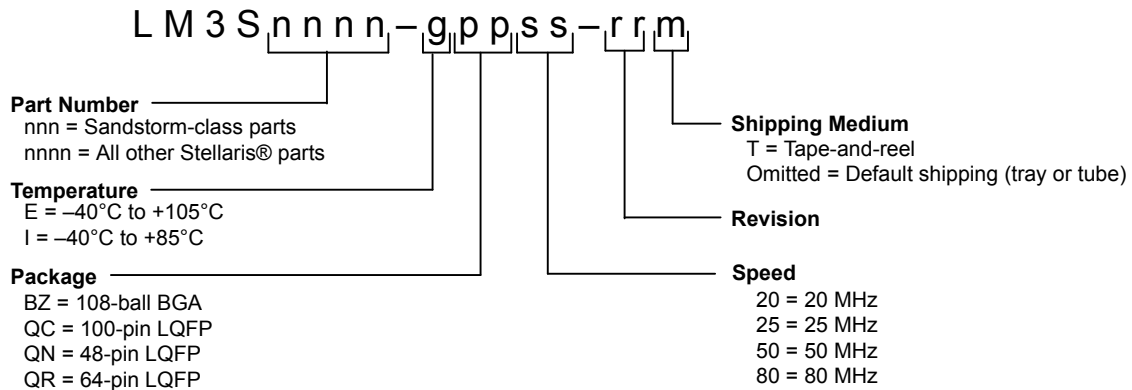 LM3Snnnn–gppss–rrm
Part Number
nnn = Sandstorm-class parts
nnnn = All other Stellaris® parts
Temperature
E = –40°C to +105°C
I = –40°C to +85°C
Package
BZ = 108-ball BGA
QC = 100-pin LQFP
QN = 48-pin LQFP
QR = 64-pin LQFP
Shipping Medium
T = Tape-and-reel
Omitted = Default shipping (tray or tube)
Revision
Speed
20 = 20 MHz
25 = 25 MHz
50 = 50 MHz
80 = 80 MHz